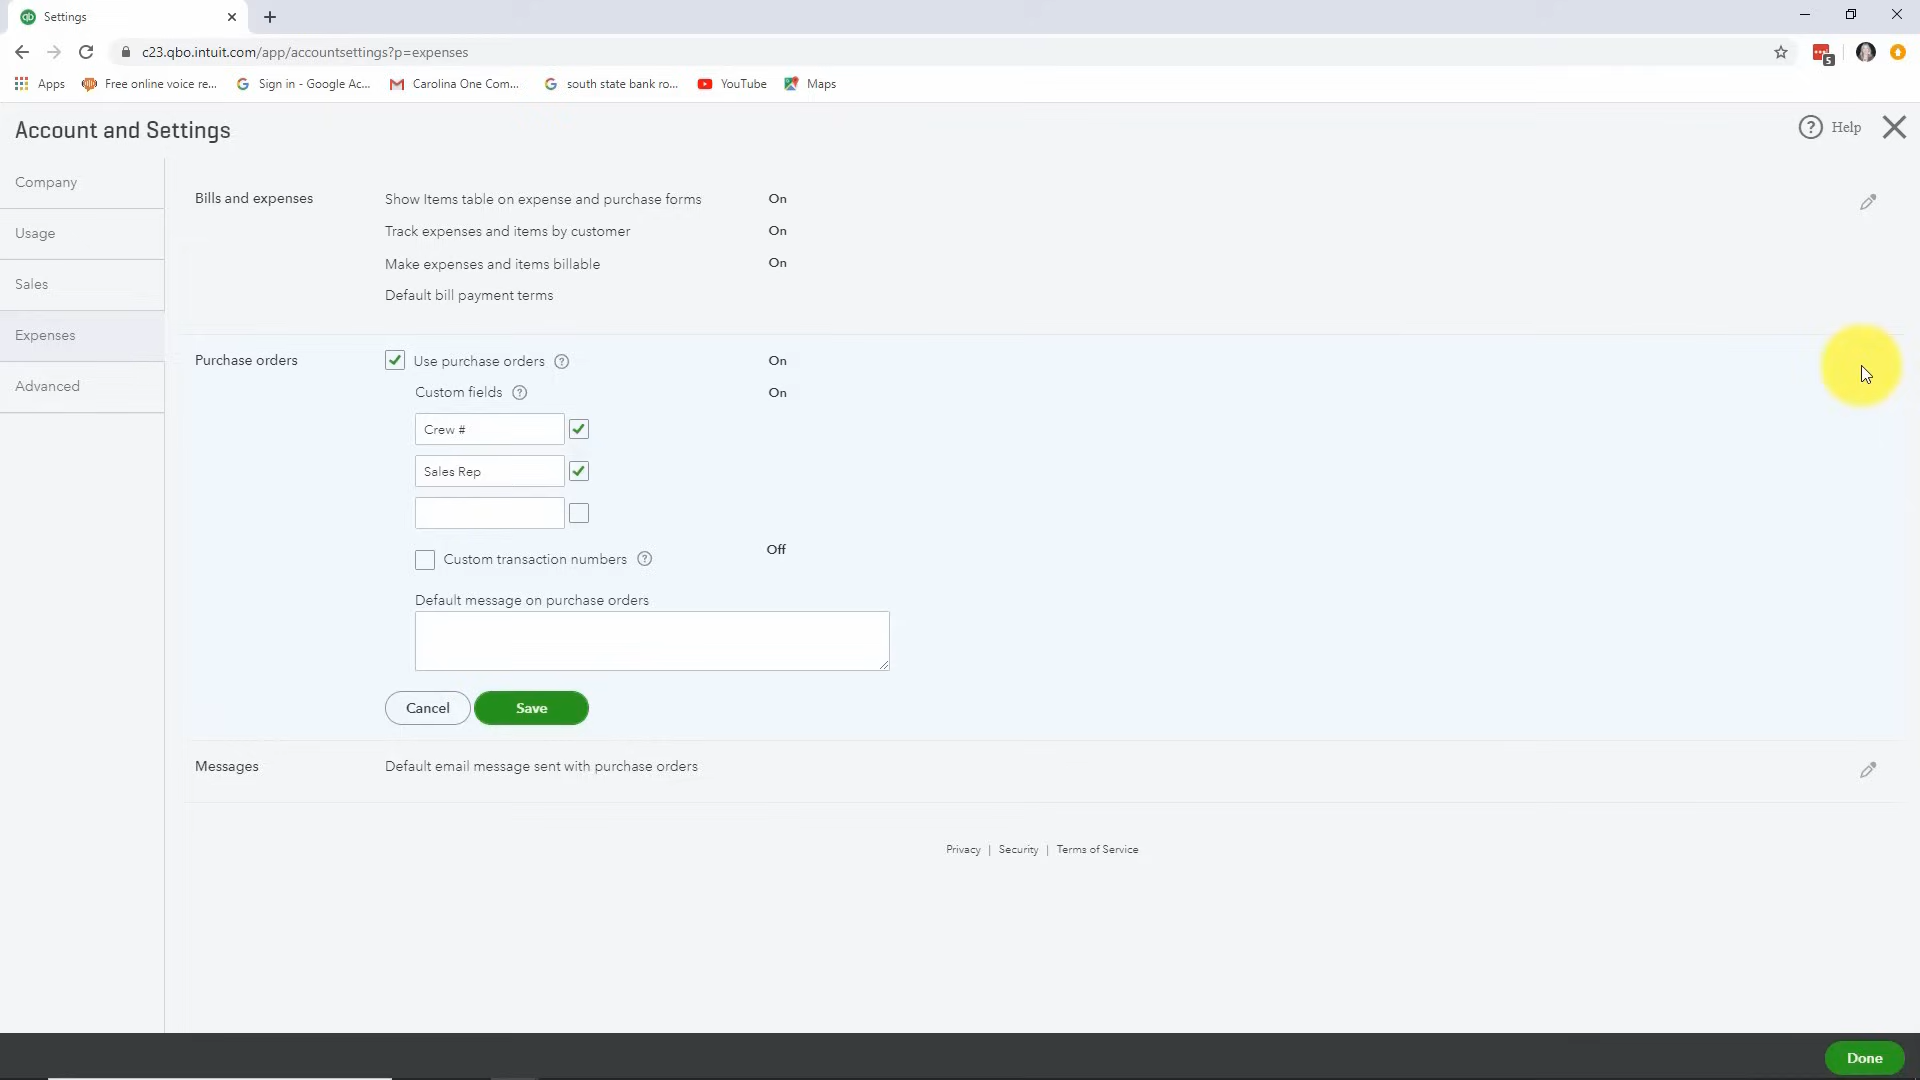 Settings
c23.qbo.intuit.com/app/accountsettings?p=expenses
5
Apps
Free online voice re...
Sign in - Google Ac...
Carolina One Com...
south state bank ro...
YouTube
Maps
Account and Settings
? Help
Company
Usage
Sales
Expenses
Advanced
Bills and expenses
Show Items table on expense and purchase forms On
Track expenses and items by customer On
Make expenses and items billable On
Default bill payment terms
Purchase orders
Use purchase orders ? On
Custom fields ? On
Crew #
Sales Rep
Custom transaction numbers ? Off
Default message on purchase orders
Cancel Save
Messages
Default email message sent with purchase orders
Privacy | Security | Terms of Service
Done